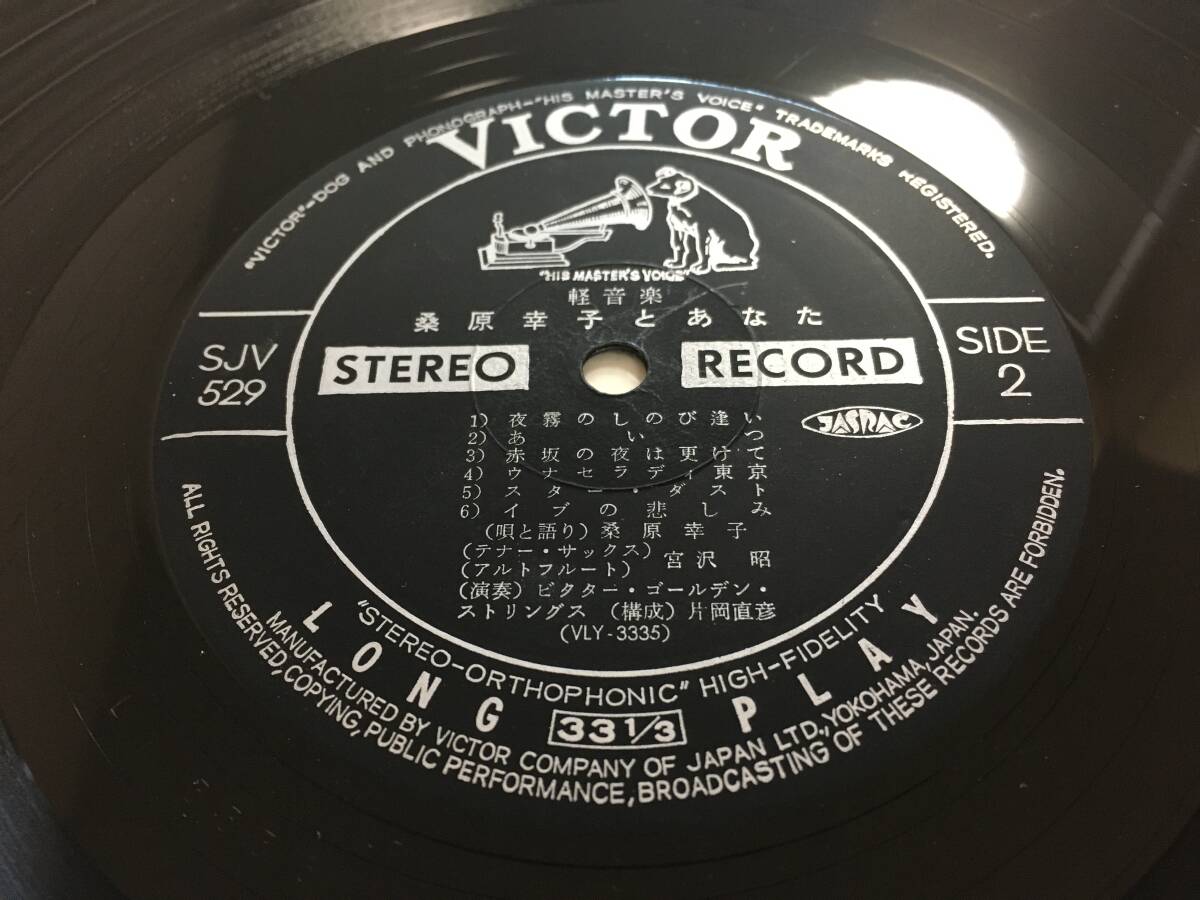 "VICTOR"–DOG AND PHONOGRAPH–"HIS MASTER'S VOICE" TRADEMARKS REGISTERED.
VICTOR
"HIS MASTER'S VOICE"
軽音楽
桑原幸子とあなた
SJV
529
STEREO RECORD
SIDE
2
JASRAC
1) 夜霧のしのび逢い
2) あいつ
3) 赤坂の夜は更けて
4) ウナセラディ東京
5) スター・ダスト
6) イブの悲しみ
(唄と語り) 桑原幸子
(テナー・サックス)
(アルトフルート) 宮沢 昭
(演奏) ビクター・ゴールデン・
ストリングス (構成) 片岡直彦
(VLY-3335)
"STEREO-ORTHOPHONIC" HIGH-FIDELITY
LONG 33 1/3 PLAY
MANUFACTURED BY VICTOR COMPANY OF JAPAN LTD., YOKOHAMA, JAPAN.
ALL RIGHTS RESERVED, COPYING, PUBLIC PERFORMANCE, BROADCASTING OF THESE RECORDS ARE FORBIDDEN.